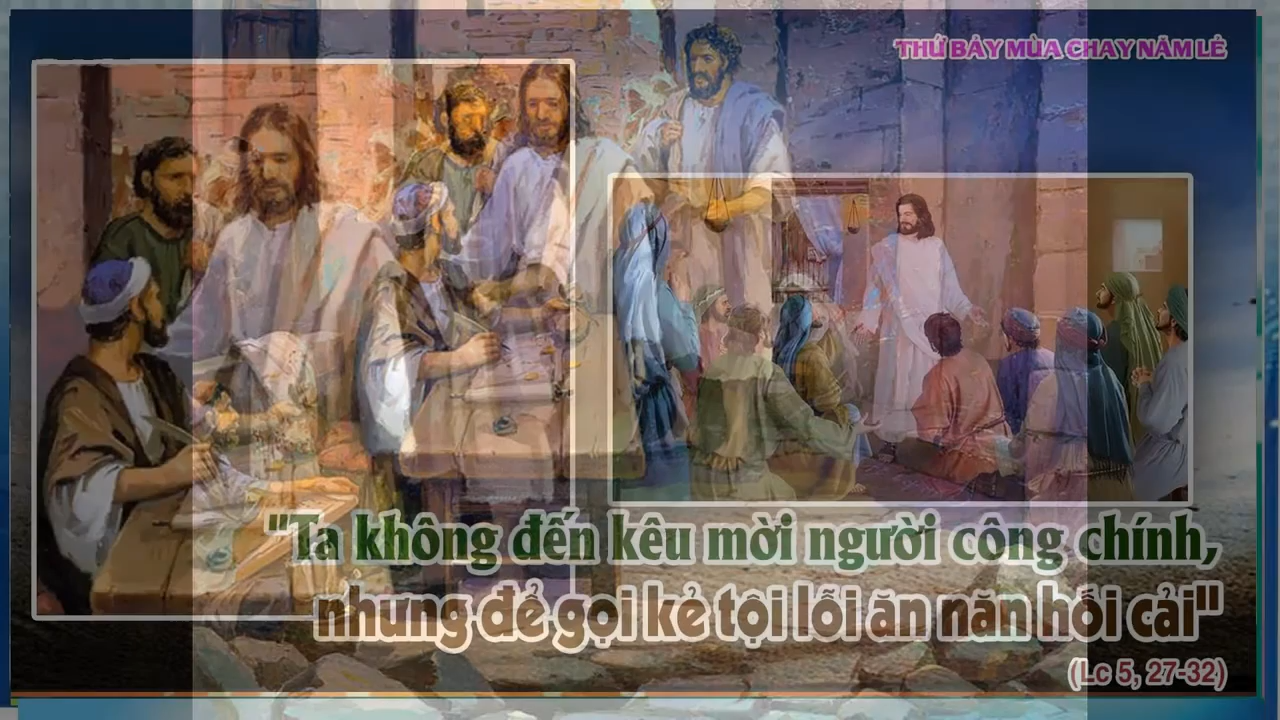 THỨ BẢY MÙA CHAY NĂM LẺ
"Ta không đến kêu mời người công chính,
nhưng để gọi kẻ tội lỗi ăn năn hối cải"
(Lc 5, 27-32)